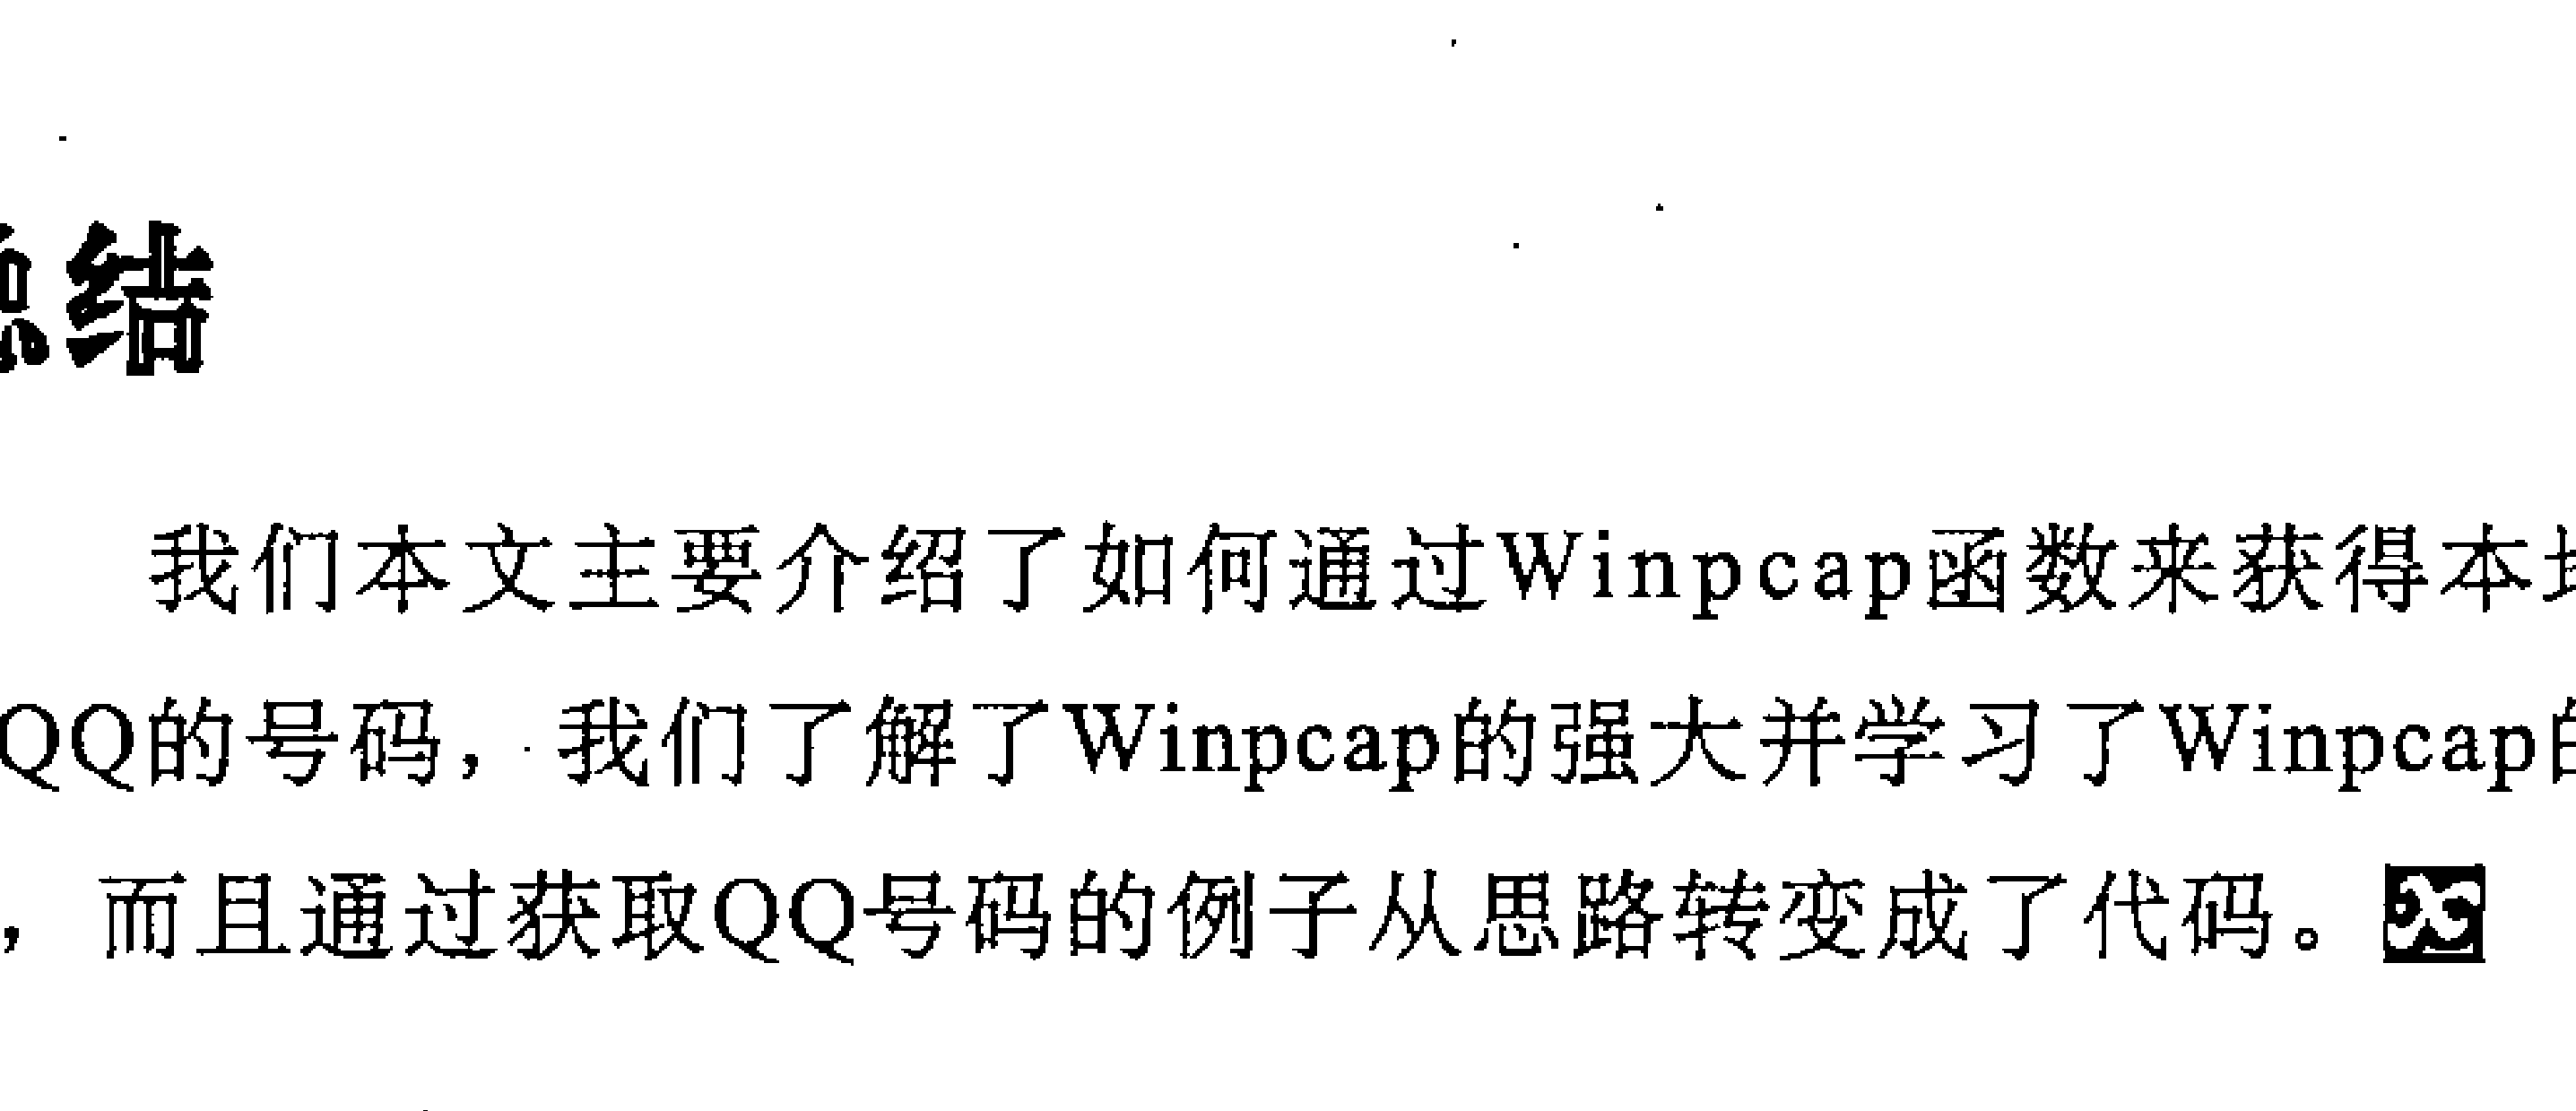 总结
我们本文主要介绍了如何通过Winpcap函数来获得本
QQ的号码，我们了解了Winpcap的强大并学习了Winpcap的
，而且通过获取QQ号码的例子从思路转变成了代码。